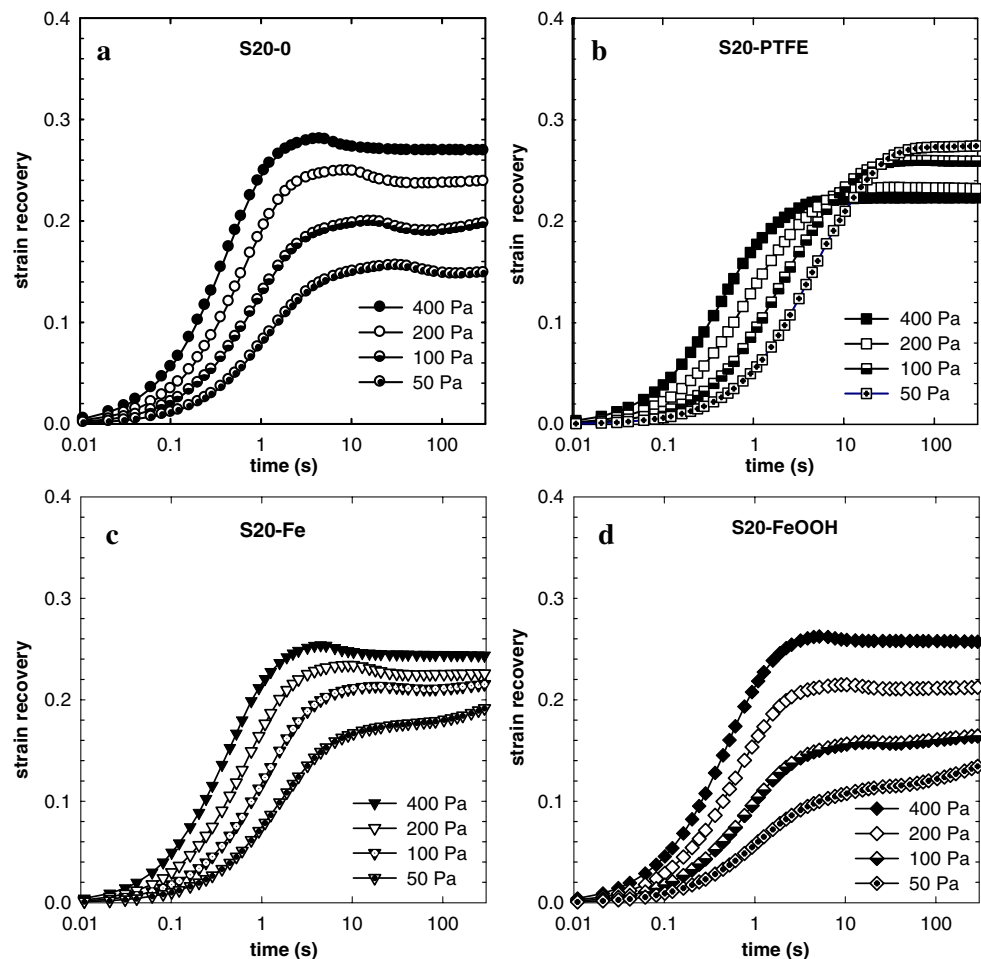 a
S20-0
0.4
0.3
0.2
0.1
0.0
strain recovery
400 Pa
200 Pa
100 Pa
50 Pa
0.01 0.1 1 10 100
time (s)
b
S20-PTFE
0.4
0.3
0.2
0.1
0.0
strain recovery
400 Pa
200 Pa
100 Pa
50 Pa
0.01 0.1 1 10 100
time (s)
c
S20-Fe
0.4
0.3
0.2
0.1
0.0
strain recovery
400 Pa
200 Pa
100 Pa
50 Pa
0.01 0.1 1 10 100
time (s)
d
S20-FeOOH
0.4
0.3
0.2
0.1
0.0
strain recovery
400 Pa
200 Pa
100 Pa
50 Pa
0.01 0.1 1 10 100
time (s)